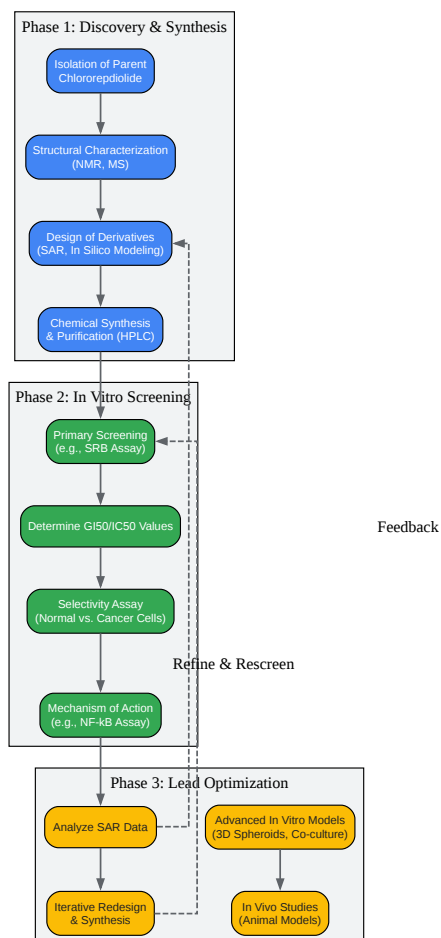 Phase 1: Discovery & Synthesis
Isolation of Parent
Chlororepdiolide
Structural Characterization
(NMR, MS)
Design of Derivatives
(SAR, In Silico Modeling)
Chemical Synthesis
& Purification (HPLC)
Phase 2: In Vitro Screening
Primary Screening
(e.g., SRB Assay)
Determine GI50/IC50 Values
Feedback
Selectivity Assay
(Normal vs. Cancer Cells)
Refine & Rescreen
Mechanism of Action
(e.g., NF-kB Assay)
Phase 3: Lead Optimization
Analyze SAR Data
Advanced In Vitro Models
(3D Spheroids, Co-culture)
Iterative Redesign
& Synthesis
In Vivo Studies
(Animal Models)